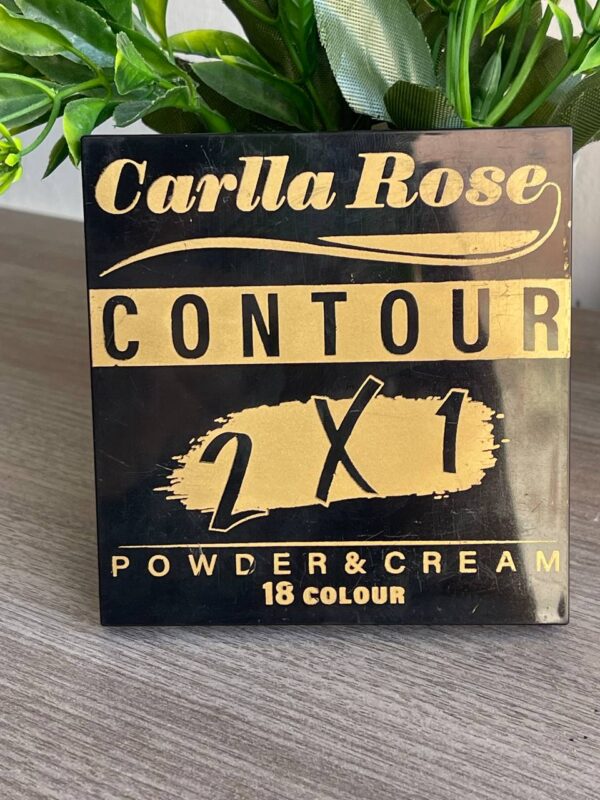 Carlla Rose
CONTOUR
2X1
POWDER & CREAM
18 COLOUR